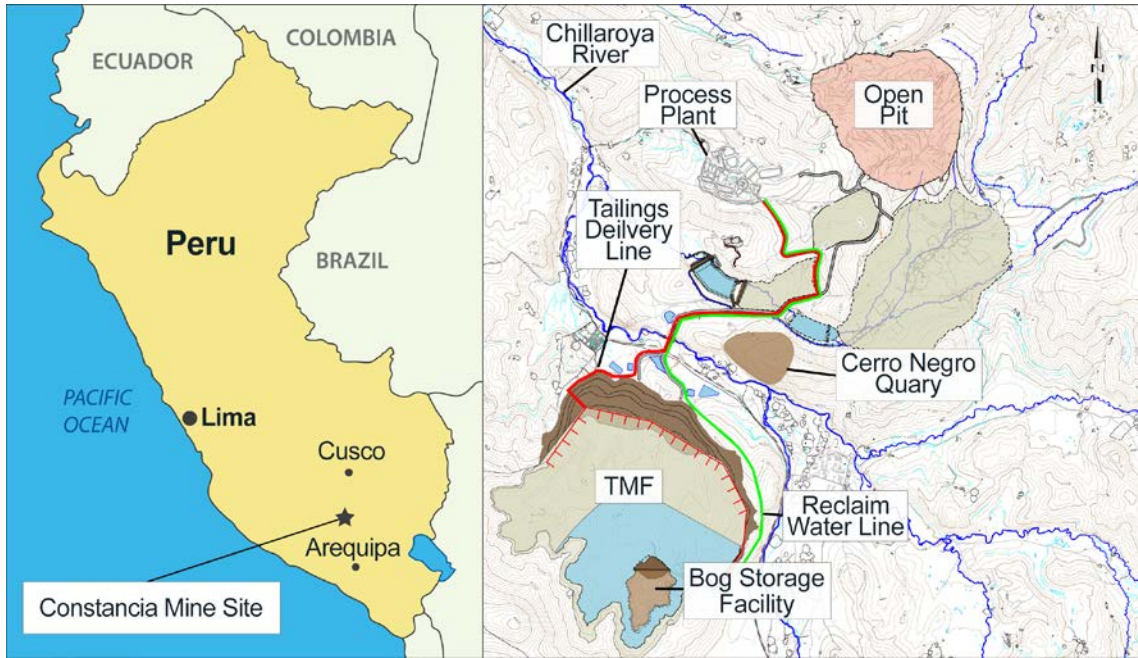 ECUADOR
COLOMBIA
Peru
BRAZIL
PACIFIC
OCEAN
Lima
Cusco
Arequipa
Constancia Mine Site
Chillaroya
River
Process
Plant
Open
Pit
Tailings
Deilvery
Line
Cerro Negro
Quary
TMF
Reclaim
Water Line
Bog Storage
Facility